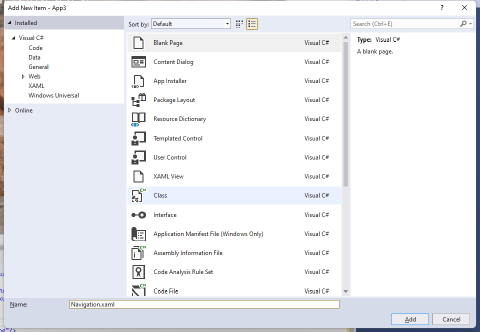 Add New Item - App3
?
Installed
Sort by: Default
Search (Ctrl+E)
Visual C#
Code
Data
General
Web
XAML
Windows Universal
Online
Blank Page Visual C#
Content Dialog Visual C#
App Installer Visual C#
Package Layout Visual C#
Resource Dictionary Visual C#
Templated Control Visual C#
User Control Visual C#
XAML View Visual C#
Class Visual C#
Interface Visual C#
Application Manifest File (Windows Only) Visual C#
Assembly Information File Visual C#
Code Analysis Rule Set Visual C#
Code File Visual C#
Type: Visual C#
A blank page.
Name: Navigation.xaml
Add Cancel